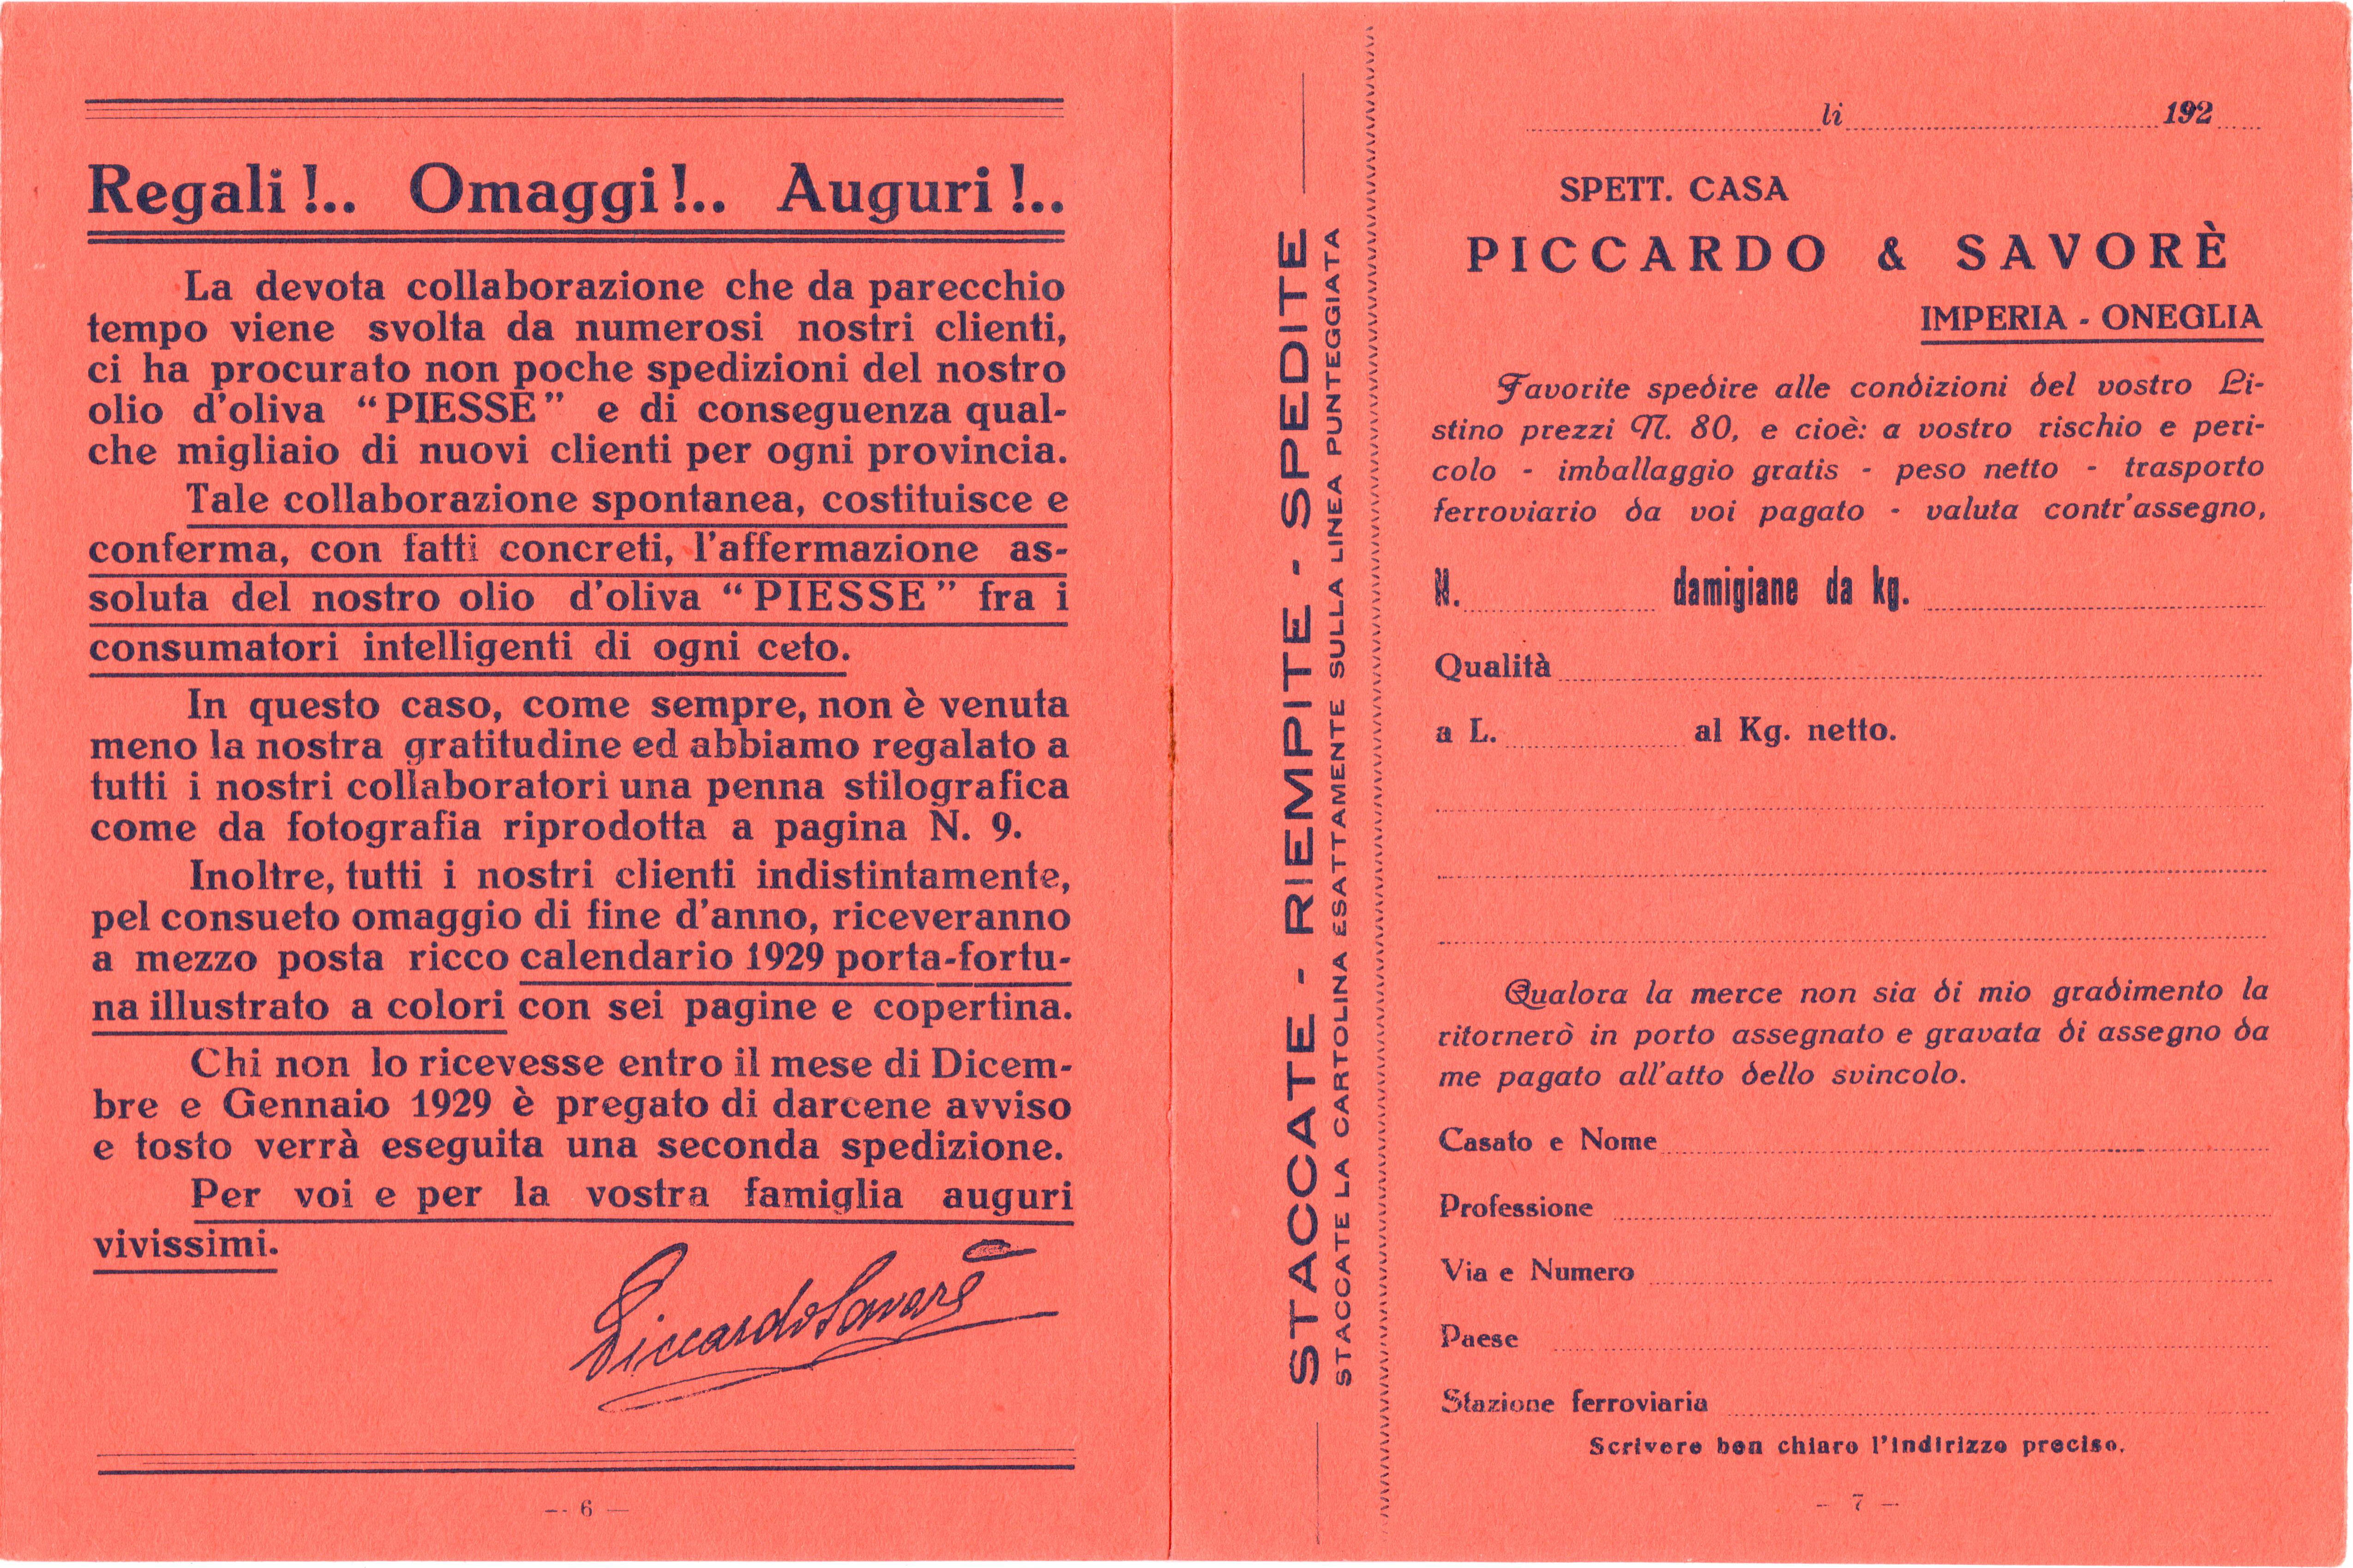 Regali!.. Omaggi!.. Auguri!..
La devota collaborazione che da parecchio
tempo viene svolta da numerosi nostri clienti,
ci ha procurato non poche spedizioni del nostro
olio d'oliva “PIESSE” e di conseguenza qual-
che migliaio di nuovi clienti per ogni provincia.
Tale collaborazione spontanea, costituisce e
conferma, con fatti concreti, l'affermazione as-
soluta del nostro olio d'oliva “PIESSE” fra i
consumatori intelligenti di ogni ceto.
In questo caso, come sempre, non è venuta
meno la nostra gratitudine ed abbiamo regalato a
tutti i nostri collaboratori una penna stilografica
come da fotografia riprodotta a pagina N. 9.
Inoltre, tutti i nostri clienti indistintamente,
pel consueto omaggio di fine d'anno, riceveranno
a mezzo posta ricco calendario 1929 porta-fortu-
na illustrato a colori con sei pagine e copertina.
Chi non lo ricevesse entro il mese di Dicem-
bre e Gennaio 1929 è pregato di darcene avviso
e tosto verrà eseguita una seconda spedizione.
Per voi e per la vostra famiglia auguri
vivissimi.
Piccardo Savorè
— 6 —
STACCATE - RIEMPITE - SPEDITE
STACCATE LA CARTOLINA ESATTAMENTE SULLA LINEA PUNTEGGIATA
li 192
SPETT. CASA
PICCARDO & SAVORÈ
IMPERIA - ONEGLIA
Favorite spedire alle condizioni del vostro Li-
stino prezzi N. 80, e cioè: a vostro rischio e peri-
colo - imballaggio gratis - peso netto - trasporto
ferroviario da voi pagato - valuta contr'assegno,
N. damigiane da kg.
Qualità
a L. al Kg. netto.
Qualora la merce non sia di mio gradimento la
ritornerò in porto assegnato e gravata di assegno da
me pagato all'atto dello svincolo.
Casato e Nome
Professione
Via e Numero
Paese
Stazione ferroviaria
Scrivere ben chiaro l'indirizzo preciso.
— 7 —